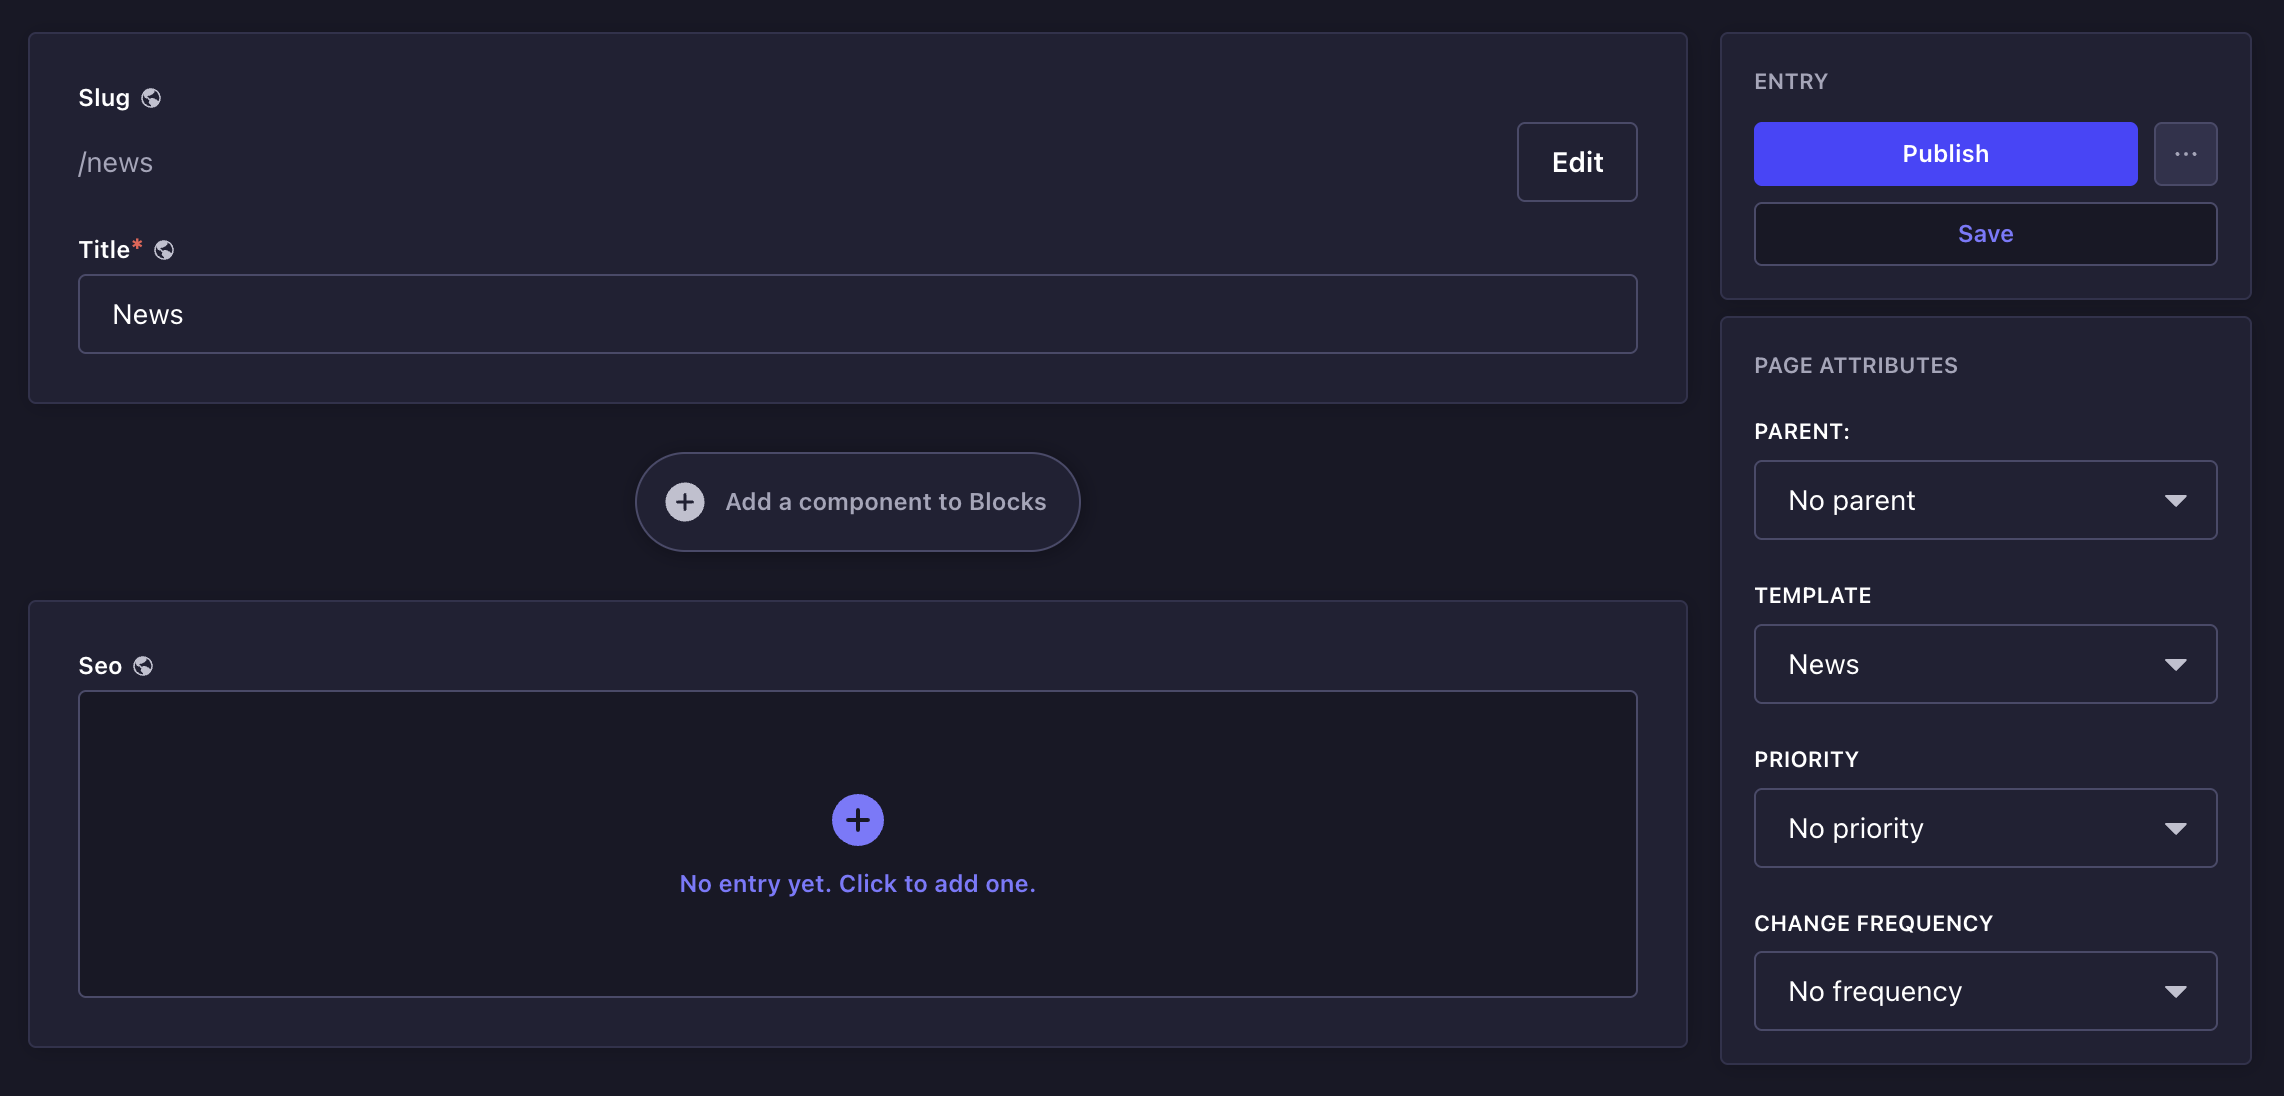 Slug
/news
Edit
Title*
News
Add a component to Blocks
Seo
No entry yet. Click to add one.
ENTRY
Publish
...
Save
PAGE ATTRIBUTES
PARENT:
No parent
TEMPLATE
News
PRIORITY
No priority
CHANGE FREQUENCY
No frequency